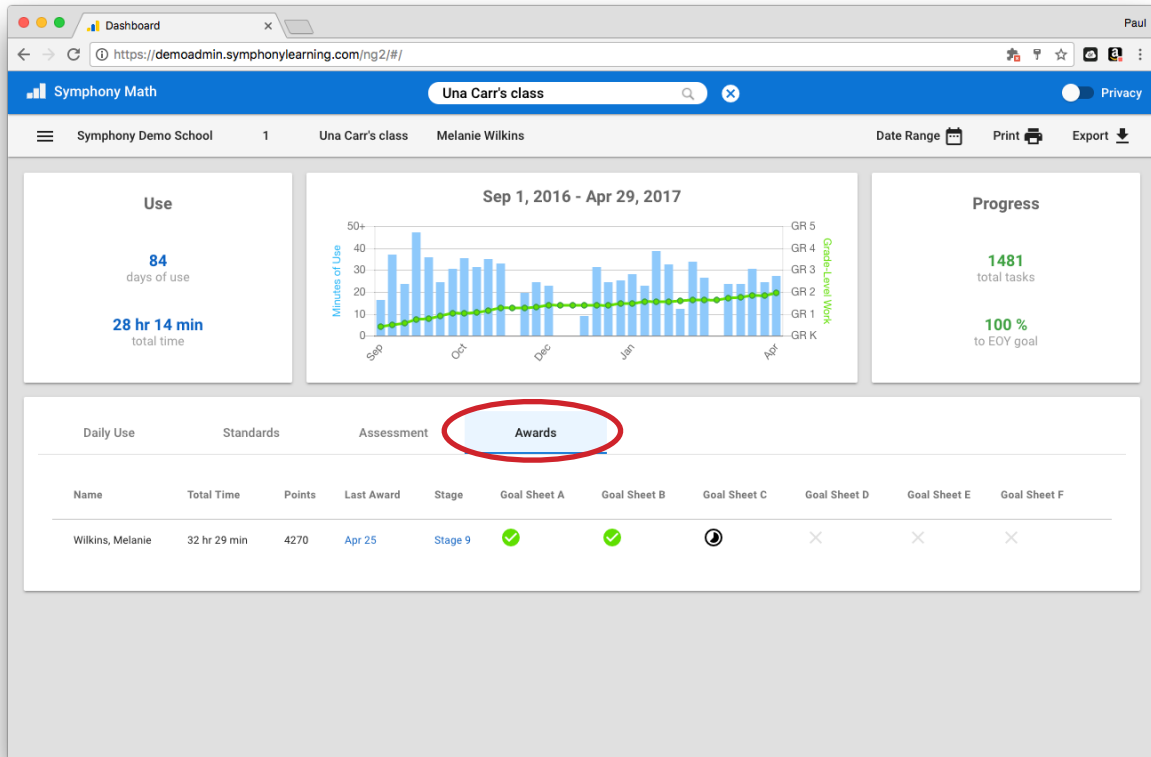 Dashboard
Paul
https://demoadmin.symphonylearning.com/ng2/#/
Symphony Math
Una Carr's class
Privacy
Symphony Demo School 1 Una Carr's class Melanie Wilkins
Date Range Print Export
Use
84
days of use
28 hr 14 min
total time
Sep 1, 2016 - Apr 29, 2017
Minutes of Use
50+
40
30
20
10
0
Sep Oct Dec Jan Apr
GR 5
GR 4
GR 3
GR 2
GR 1
GR K
Grade-Level Work
Progress
1481
total tasks
100 %
to EOY goal
Daily Use Standards Assessment Awards
Name Total Time Points Last Award Stage Goal Sheet A Goal Sheet B Goal Sheet C Goal Sheet D Goal Sheet E Goal Sheet F
Wilkins, Melanie 32 hr 29 min 4270 Apr 25 Stage 9